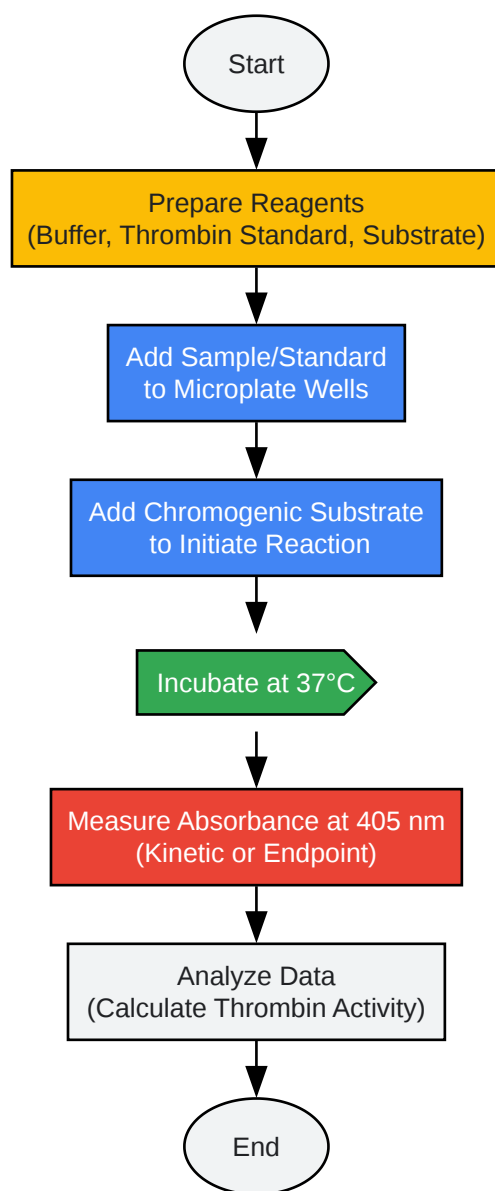 Start
Prepare Reagents
(Buffer, Thrombin Standard, Substrate)
Add Sample/Standard
to Microplate Wells
Add Chromogenic Substrate
to Initiate Reaction
Incubate at 37°C
Measure Absorbance at 405 nm
(Kinetic or Endpoint)
Analyze Data
(Calculate Thrombin Activity)
End